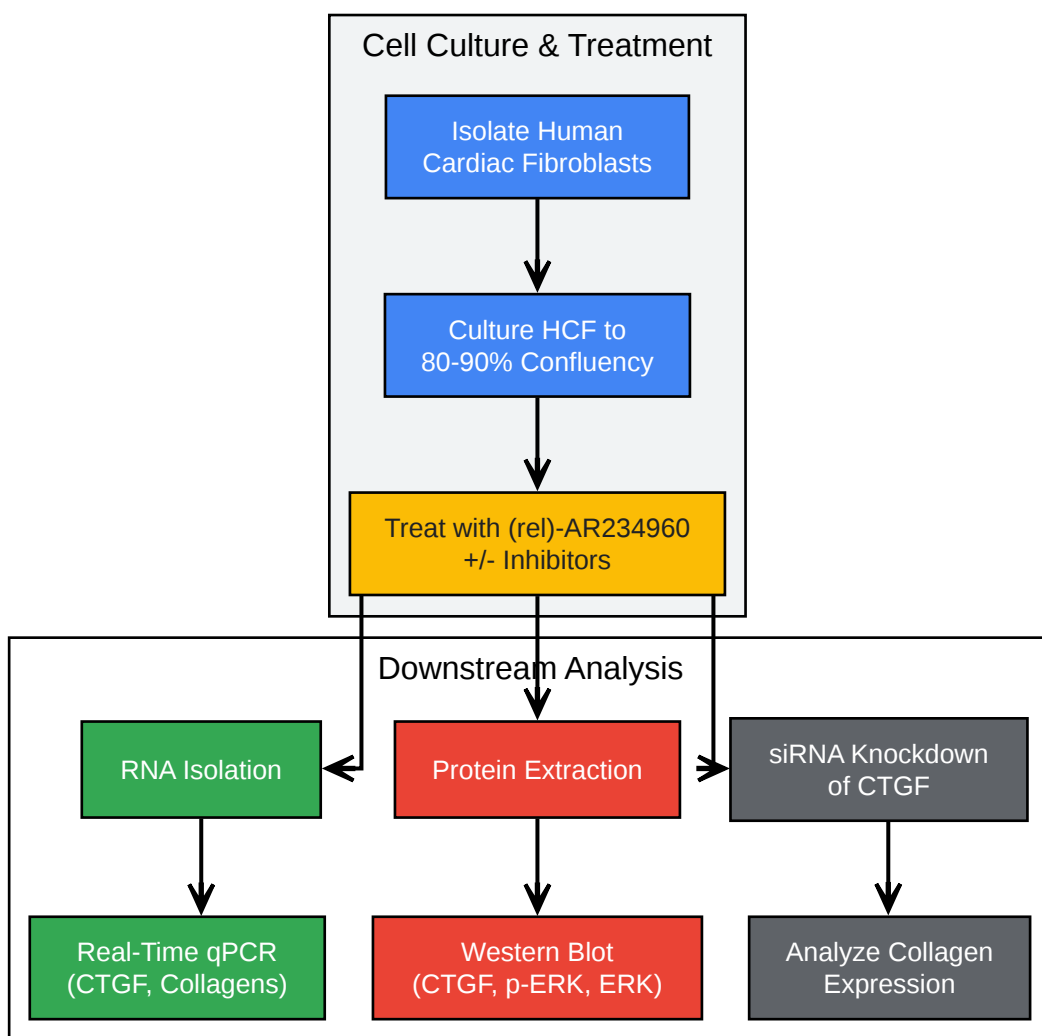 Cell Culture & Treatment
Isolate Human
Cardiac Fibroblasts
Culture HCF to
80-90% Confluency
Treat with (rel)-AR234960
+/- Inhibitors
Downstream Analysis
RNA Isolation
Protein Extraction
siRNA Knockdown
of CTGF
Real-Time qPCR
(CTGF, Collagens)
Western Blot
(CTGF, p-ERK, ERK)
Analyze Collagen
Expression